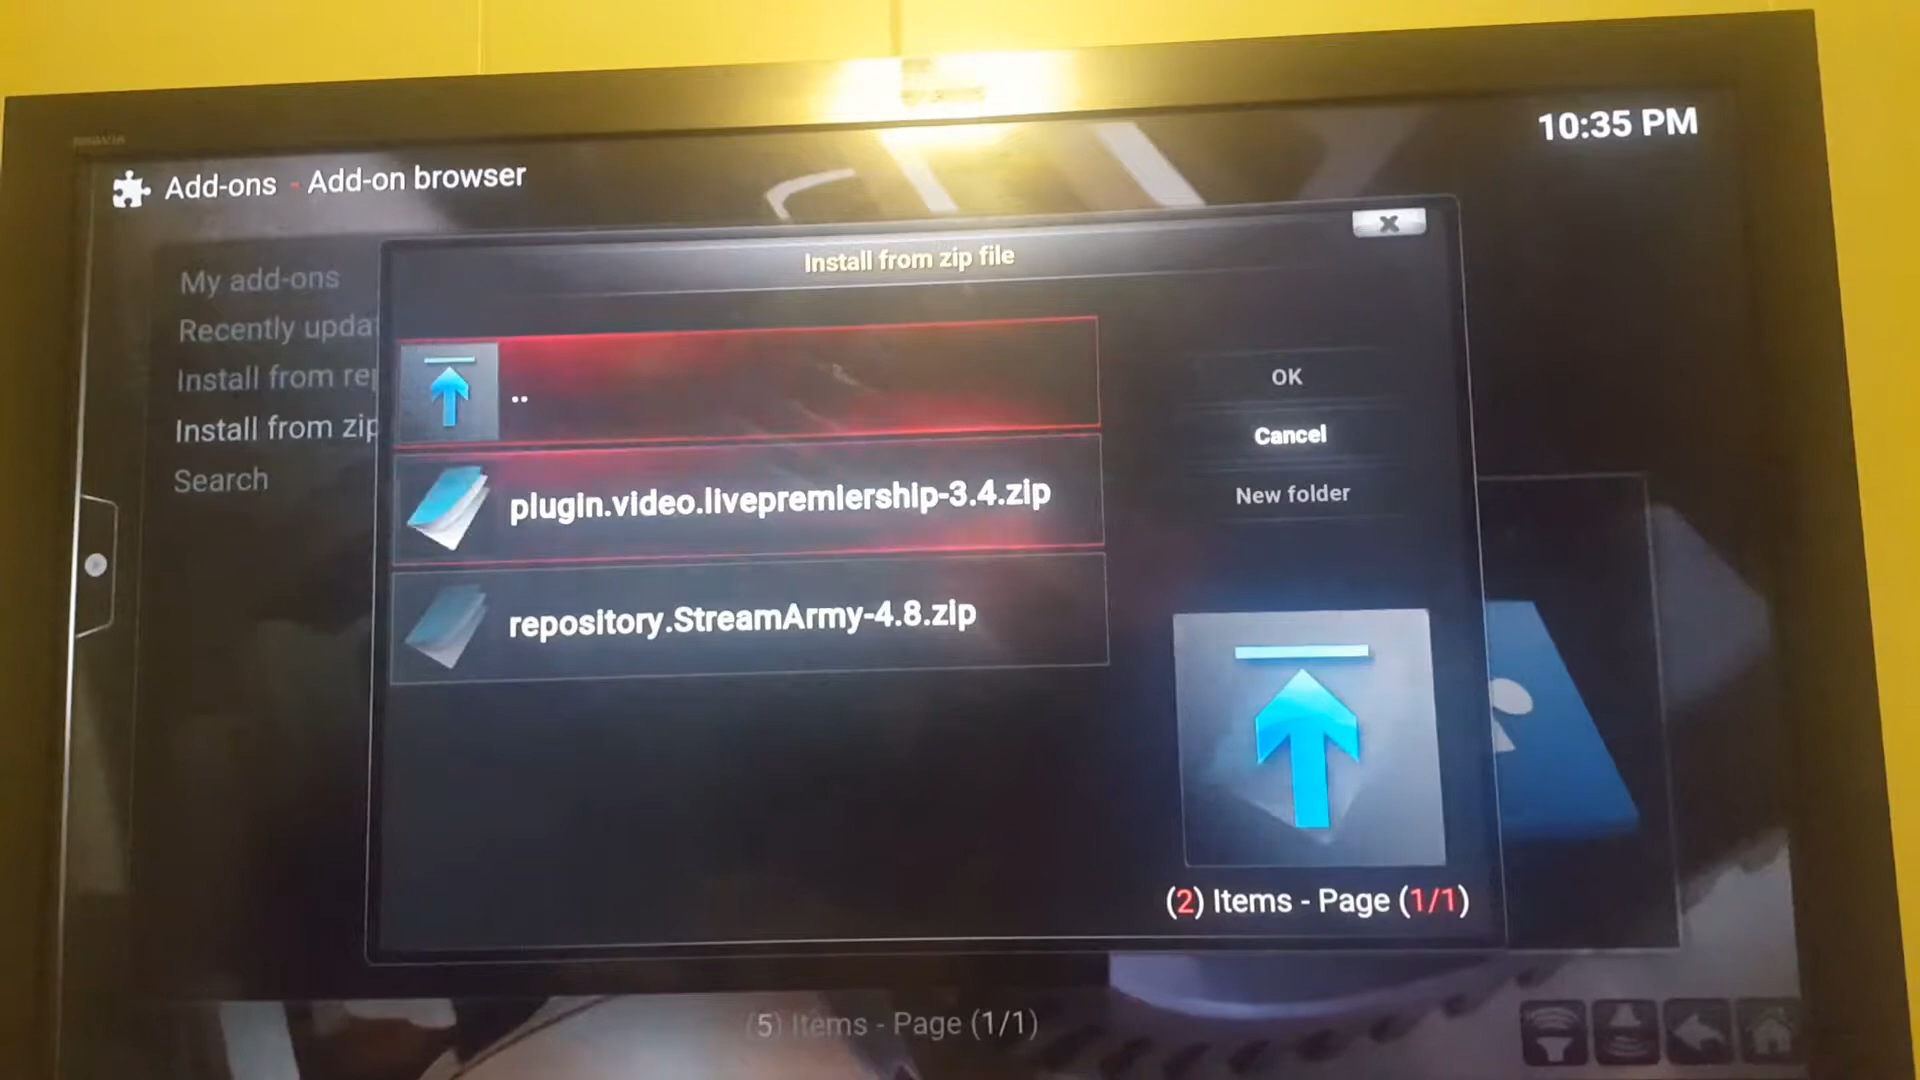 10:35 PM
Add-ons - Add-on browser
Install from zip file
My add-ons
Recently upda
Install from re
Install from zip
Search
..
plugin.video.livepremiership-3.4.zip
repository.StreamArmy-4.8.zip
OK
Cancel
New folder
(2) Items - Page (1/1)
(5) Items - Page (1/1)